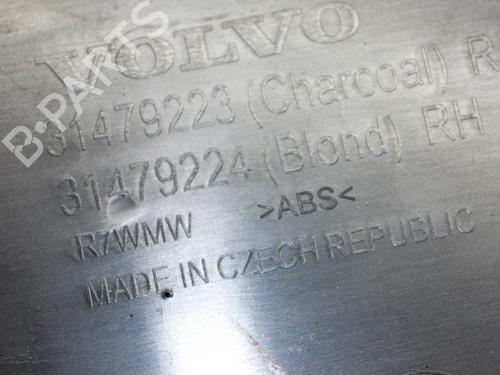 VOLVO
31479223 (Charcoal) R
31479224 (Blond) RH
R7WMW >ABS<
MADE IN CZECH REPUBLIC
B-PARTS